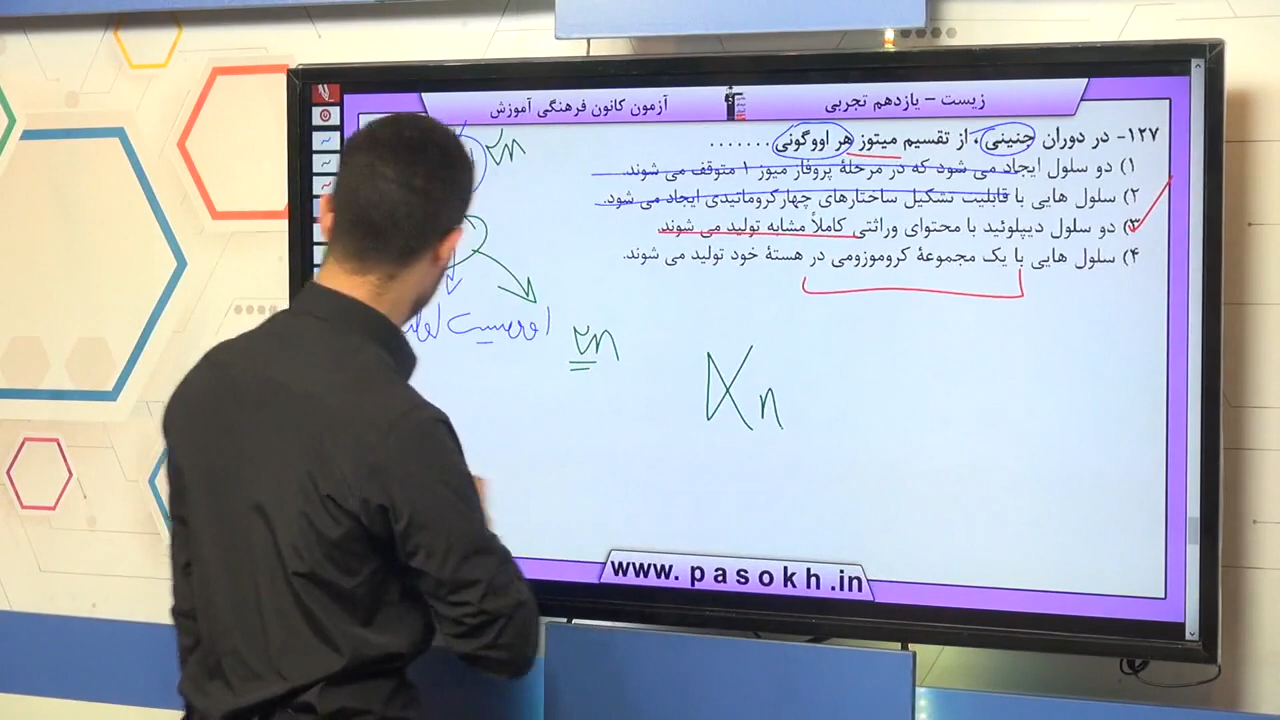 زیست - یازدهم تجربی
آزمون کانون فرهنگی آموزش
۱۲۷- در دوران جنینی، از تقسیم میتوز هر اووگونی .......
۱) دو سلول ایجاد می شود که در مرحلهٔ پروفاز میوز ۱ متوقف می شوند.
۲) سلول هایی با قابلیت تشکیل ساختارهای چهارکروماتیدی ایجاد می شود.
۳) دو سلول دیپلوئید با محتوای وراثتی کاملاً مشابه تولید می شوند.
۴) سلول هایی با یک مجموعهٔ کروموزومی در هستهٔ خود تولید می شوند.
۲n
۲n
n
www. pasokh.in